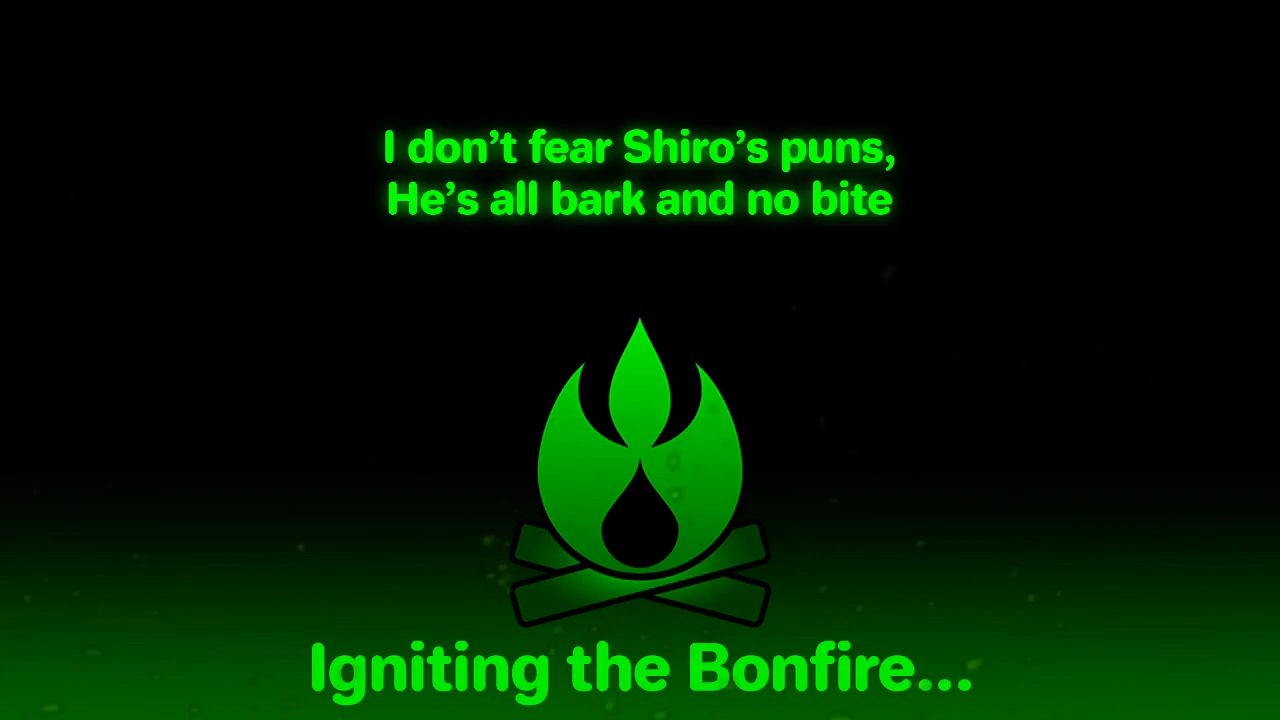 I don’t fear Shiro’s puns,
He’s all bark and no bite
Igniting the Bonfire...